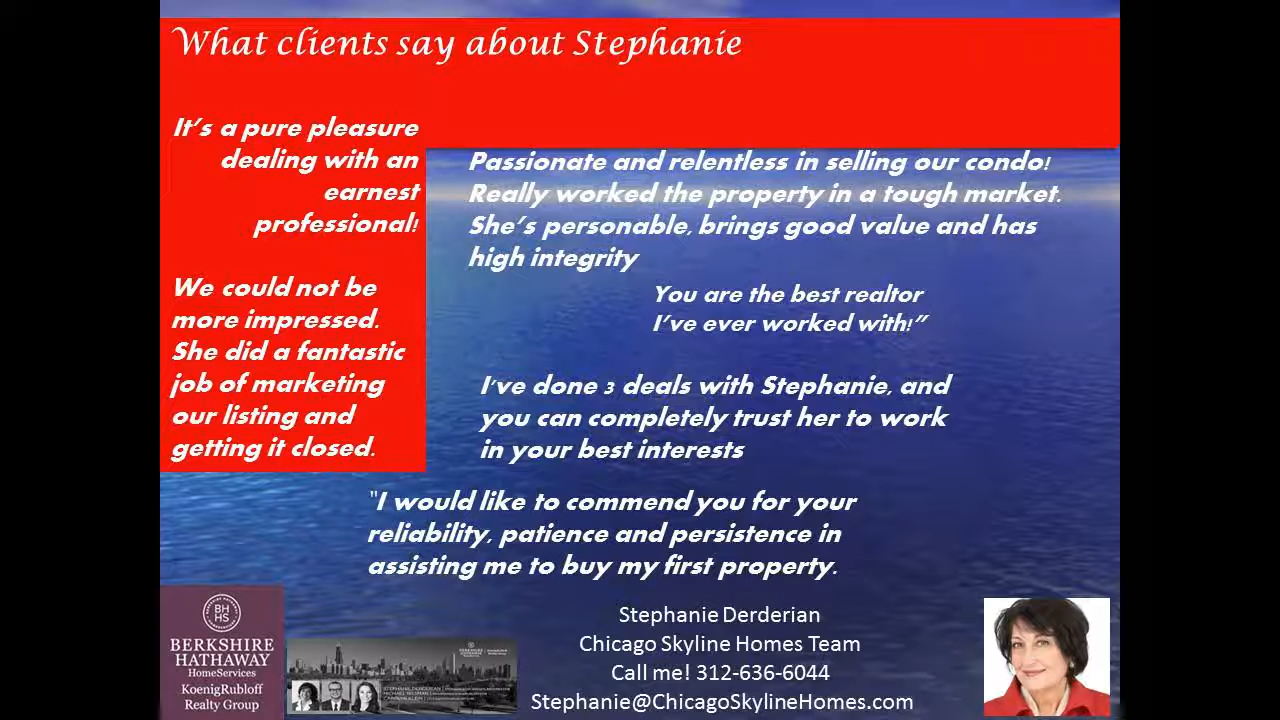 What clients say about Stephanie
It's a pure pleasure
dealing with an
earnest
professional!
We could not be
more impressed.
She did a fantastic
job of marketing
our listing and
getting it closed.
Passionate and relentless in selling our condo!
Really worked the property in a tough market.
She's personable, brings good value and has
high integrity
You are the best realtor
I've ever worked with!”
I've done 3 deals with Stephanie, and
you can completely trust her to work
in your best interests
"I would like to commend you for your
reliability, patience and persistence in
assisting me to buy my first property.
BH
HS
BERKSHIRE
HATHAWAY
HomeServices
KoenigRubloff
Realty Group
STEPHANIE DERDERIAN
Stephanie Derderian
Chicago Skyline Homes Team
Call me! 312-636-6044
Stephanie@ChicagoSkylineHomes.com